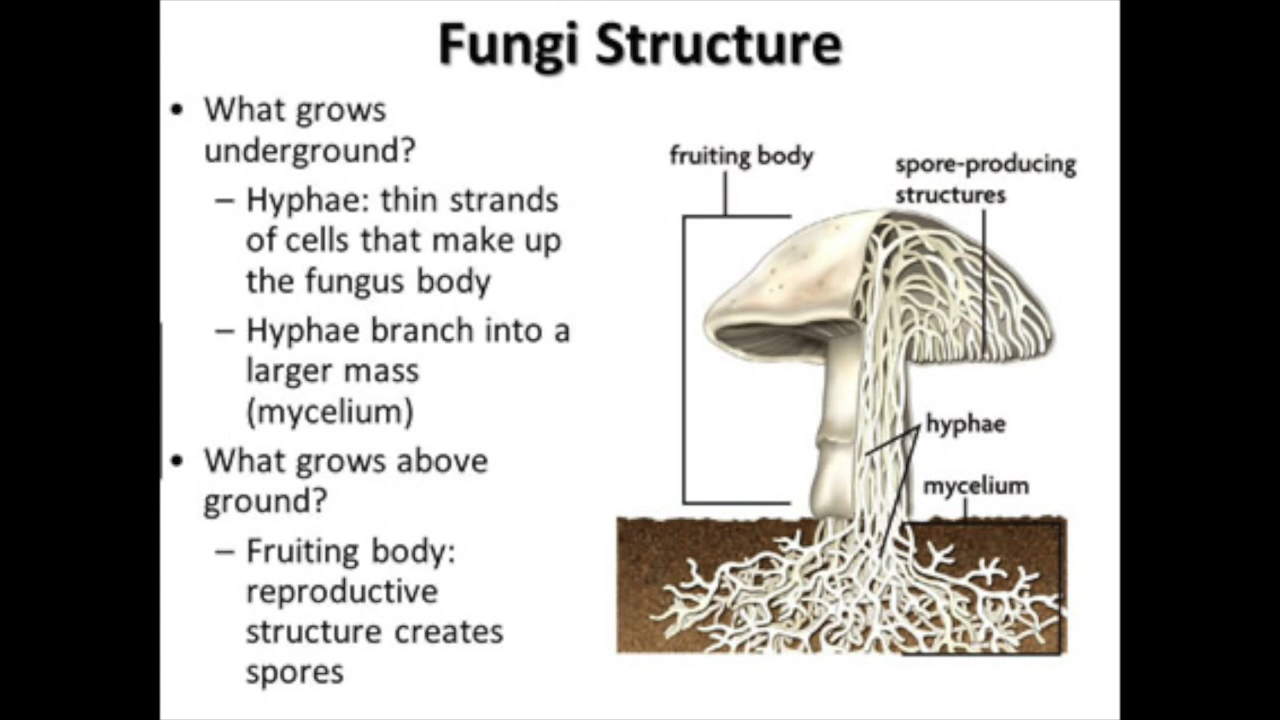 Fungi Structure
• What grows
underground?
– Hyphae: thin strands
of cells that make up
the fungus body
– Hyphae branch into a
larger mass
(mycelium)
• What grows above
ground?
– Fruiting body:
reproductive
structure creates
spores
fruiting body
spore-producing
structures
hyphae
mycelium